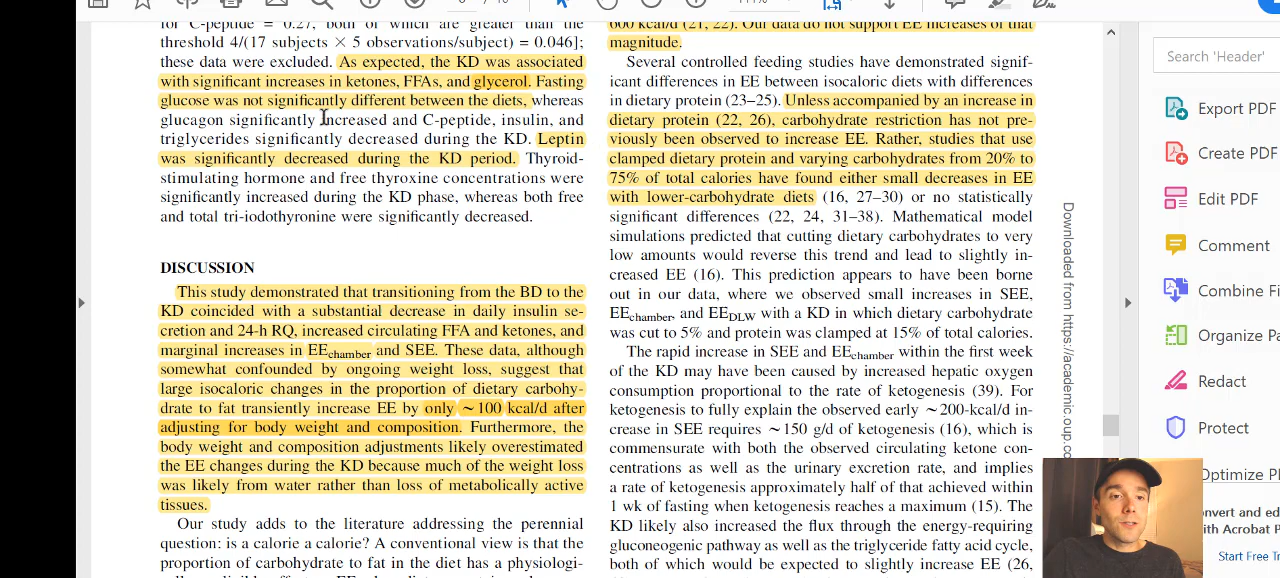 for C-peptide = 0.27, both of which are greater than the
threshold 4/(17 subjects × 5 observations/subject) = 0.046];
these data were excluded. As expected, the KD was associated
with significant increases in ketones, FFAs, and glycerol. Fasting
glucose was not significantly different between the diets, whereas
glucagon significantly increased and C-peptide, insulin, and
triglycerides significantly decreased during the KD. Leptin
was significantly decreased during the KD period. Thyroid-
stimulating hormone and free thyroxine concentrations were
significantly increased during the KD phase, whereas both free
and total tri-iodothyronine were significantly decreased.
DISCUSSION
This study demonstrated that transitioning from the BD to the
KD coincided with a substantial decrease in daily insulin se-
cretion and 24-h RQ, increased circulating FFA and ketones, and
marginal increases in EEchamber and SEE. These data, although
somewhat confounded by ongoing weight loss, suggest that
large isocaloric changes in the proportion of dietary carbohy-
drate to fat transiently increase EE by only ~100 kcal/d after
adjusting for body weight and composition. Furthermore, the
body weight and composition adjustments likely overestimated
the EE changes during the KD because much of the weight loss
was likely from water rather than loss of metabolically active
tissues.
Our study adds to the literature addressing the perennial
question: is a calorie a calorie? A conventional view is that the
proportion of carbohydrate to fat in the diet has a physiologi-
600 kcal/d (21, 22). Our data do not support EE increases of that
magnitude.
Several controlled feeding studies have demonstrated signif-
icant differences in EE between isocaloric diets with differences
in dietary protein (23–25). Unless accompanied by an increase in
dietary protein (22, 26), carbohydrate restriction has not pre-
viously been observed to increase EE. Rather, studies that use
clamped dietary protein and varying carbohydrates from 20% to
75% of total calories have found either small decreases in EE
with lower-carbohydrate diets (16, 27–30) or no statistically
significant differences (22, 24, 31–38). Mathematical model
simulations predicted that cutting dietary carbohydrates to very
low amounts would reverse this trend and lead to slightly in-
creased EE (16). This prediction appears to have been borne
out in our data, where we observed small increases in SEE,
EEchamber, and EEDLW with a KD in which dietary carbohydrate
was cut to 5% and protein was clamped at 15% of total calories.
The rapid increase in SEE and EEchamber within the first week
of the KD may have been caused by increased hepatic oxygen
consumption proportional to the rate of ketogenesis (39). For
ketogenesis to fully explain the observed early ~200-kcal/d in-
crease in SEE requires ~150 g/d of ketogenesis (16), which is
commensurate with both the observed circulating ketone con-
centrations as well as the urinary excretion rate, and implies
a rate of ketogenesis approximately half of that achieved within
1 wk of fasting when ketogenesis reaches a maximum (15). The
KD likely also increased the flux through the energy-requiring
gluconeogenic pathway as well as the triglyceride fatty acid cycle,
both of which would be expected to slightly increase EE (26,
Downloaded from https://academic.oup.co
Search 'Header'
Export PDF
Create PDF
Edit PDF
Comment
Combine Fi
Organize Pa
Redact
Protect
Optimize PD
onvert and ed
ith Acrobat P
Start Free Tr